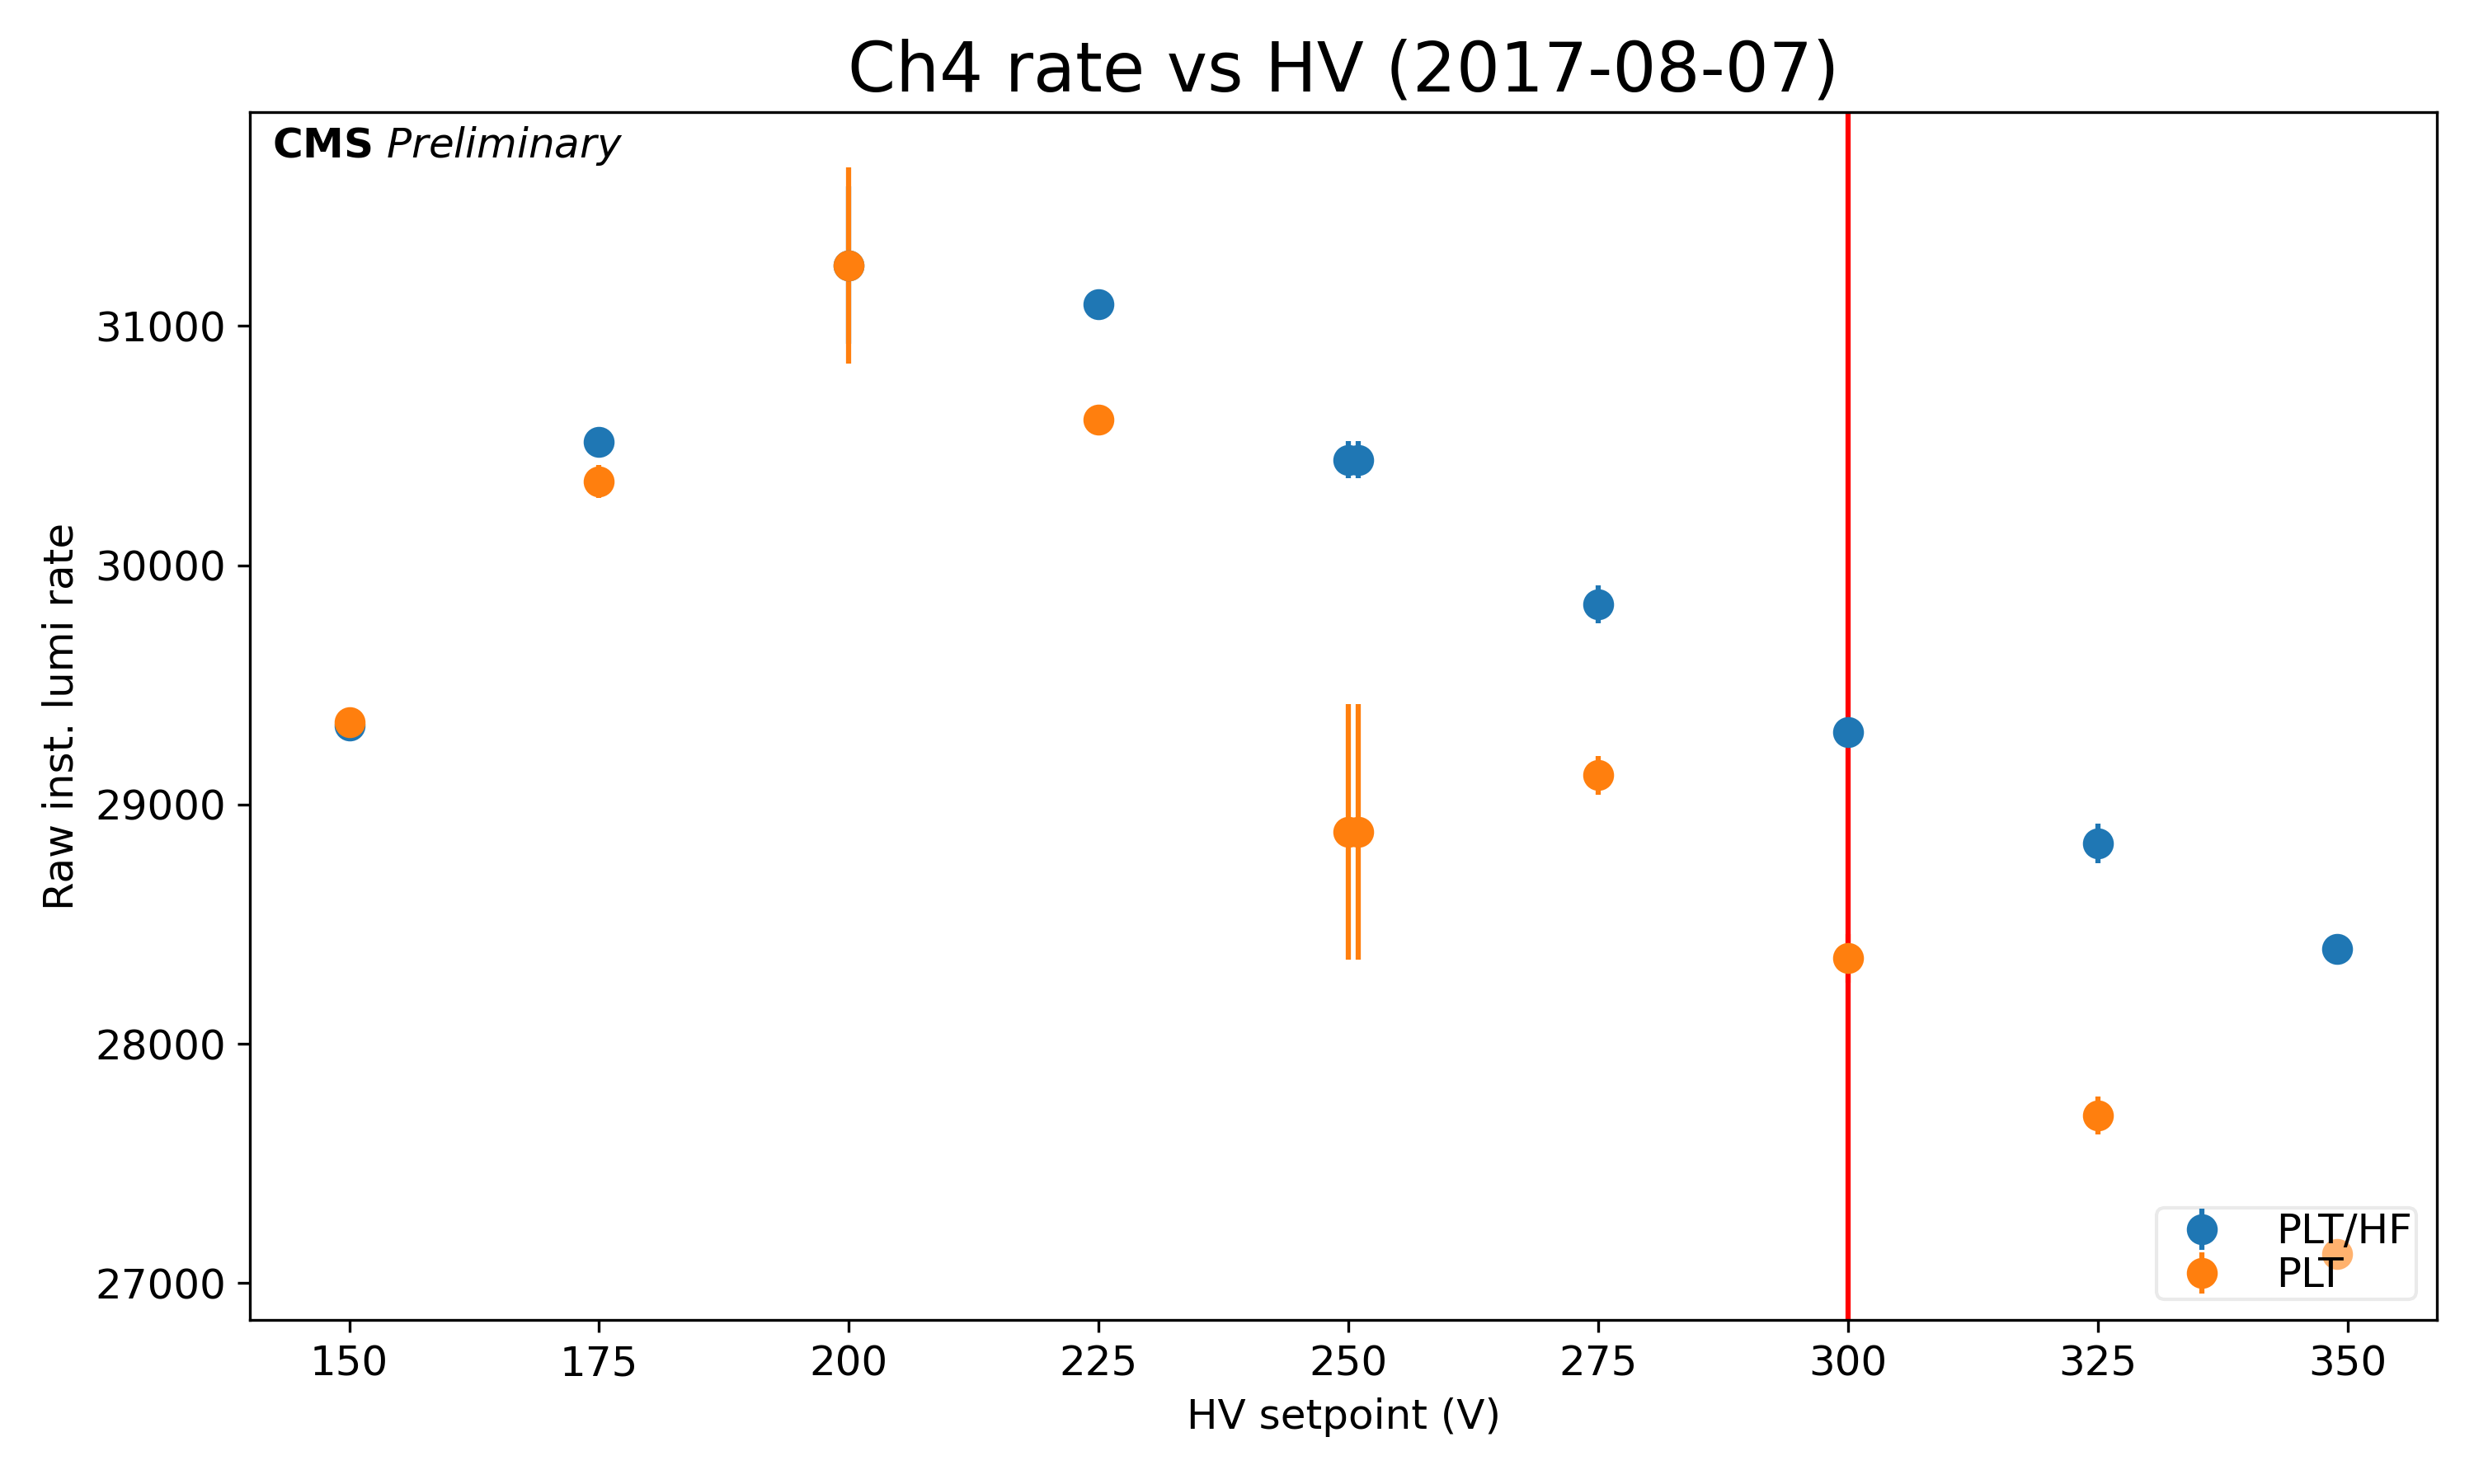 Ch4 rate vs HV (2017-08-07)
CMS Preliminary
Raw inst. lumi rate
31000
30000
29000
28000
27000
PLT/HF
PLT
150 175 200 225 250 275 300 325 350
HV setpoint (V)